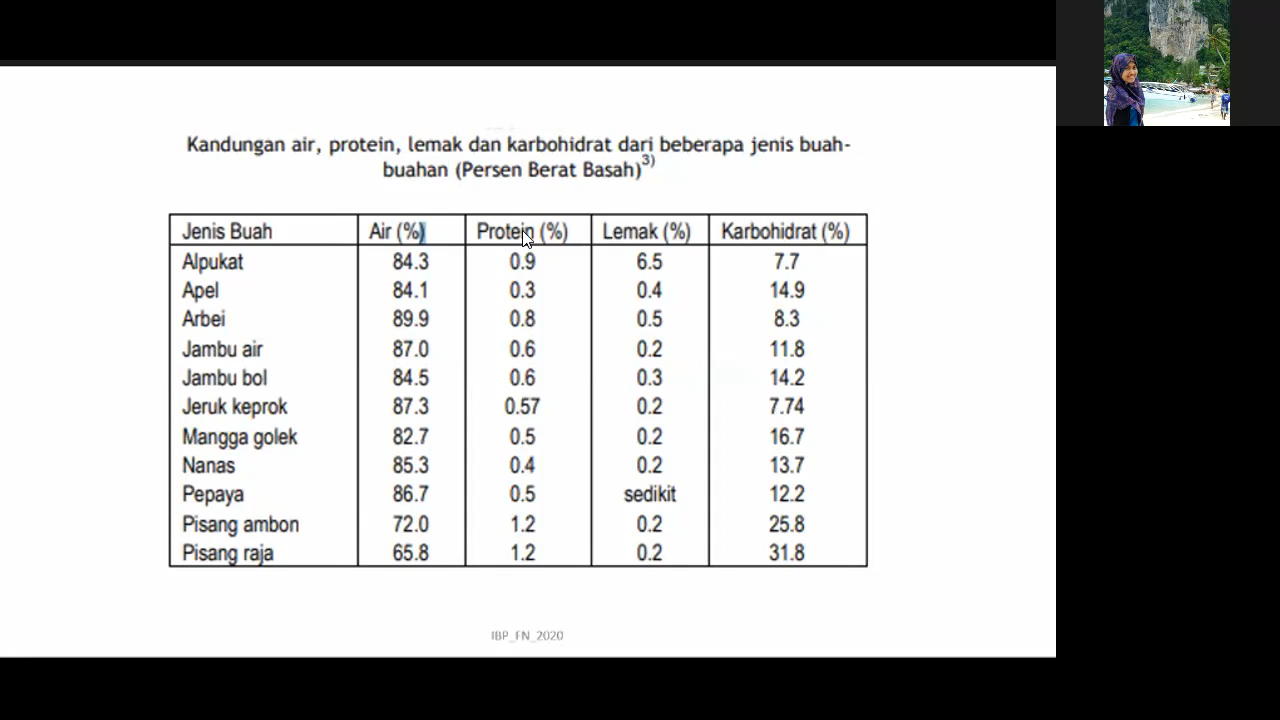 Kandungan air, protein, lemak dan karbohidrat dari beberapa jenis buah-
buahan (Persen Berat Basah)3)
Jenis Buah Air (%) Protein (%) Lemak (%) Karbohidrat (%)
Alpukat 84.3 0.9 6.5 7.7
Apel 84.1 0.3 0.4 14.9
Arbei 89.9 0.8 0.5 8.3
Jambu air 87.0 0.6 0.2 11.8
Jambu bol 84.5 0.6 0.3 14.2
Jeruk keprok 87.3 0.57 0.2 7.74
Mangga golek 82.7 0.5 0.2 16.7
Nanas 85.3 0.4 0.2 13.7
Pepaya 86.7 0.5 sedikit 12.2
Pisang ambon 72.0 1.2 0.2 25.8
Pisang raja 65.8 1.2 0.2 31.8
IBP_FN_2020